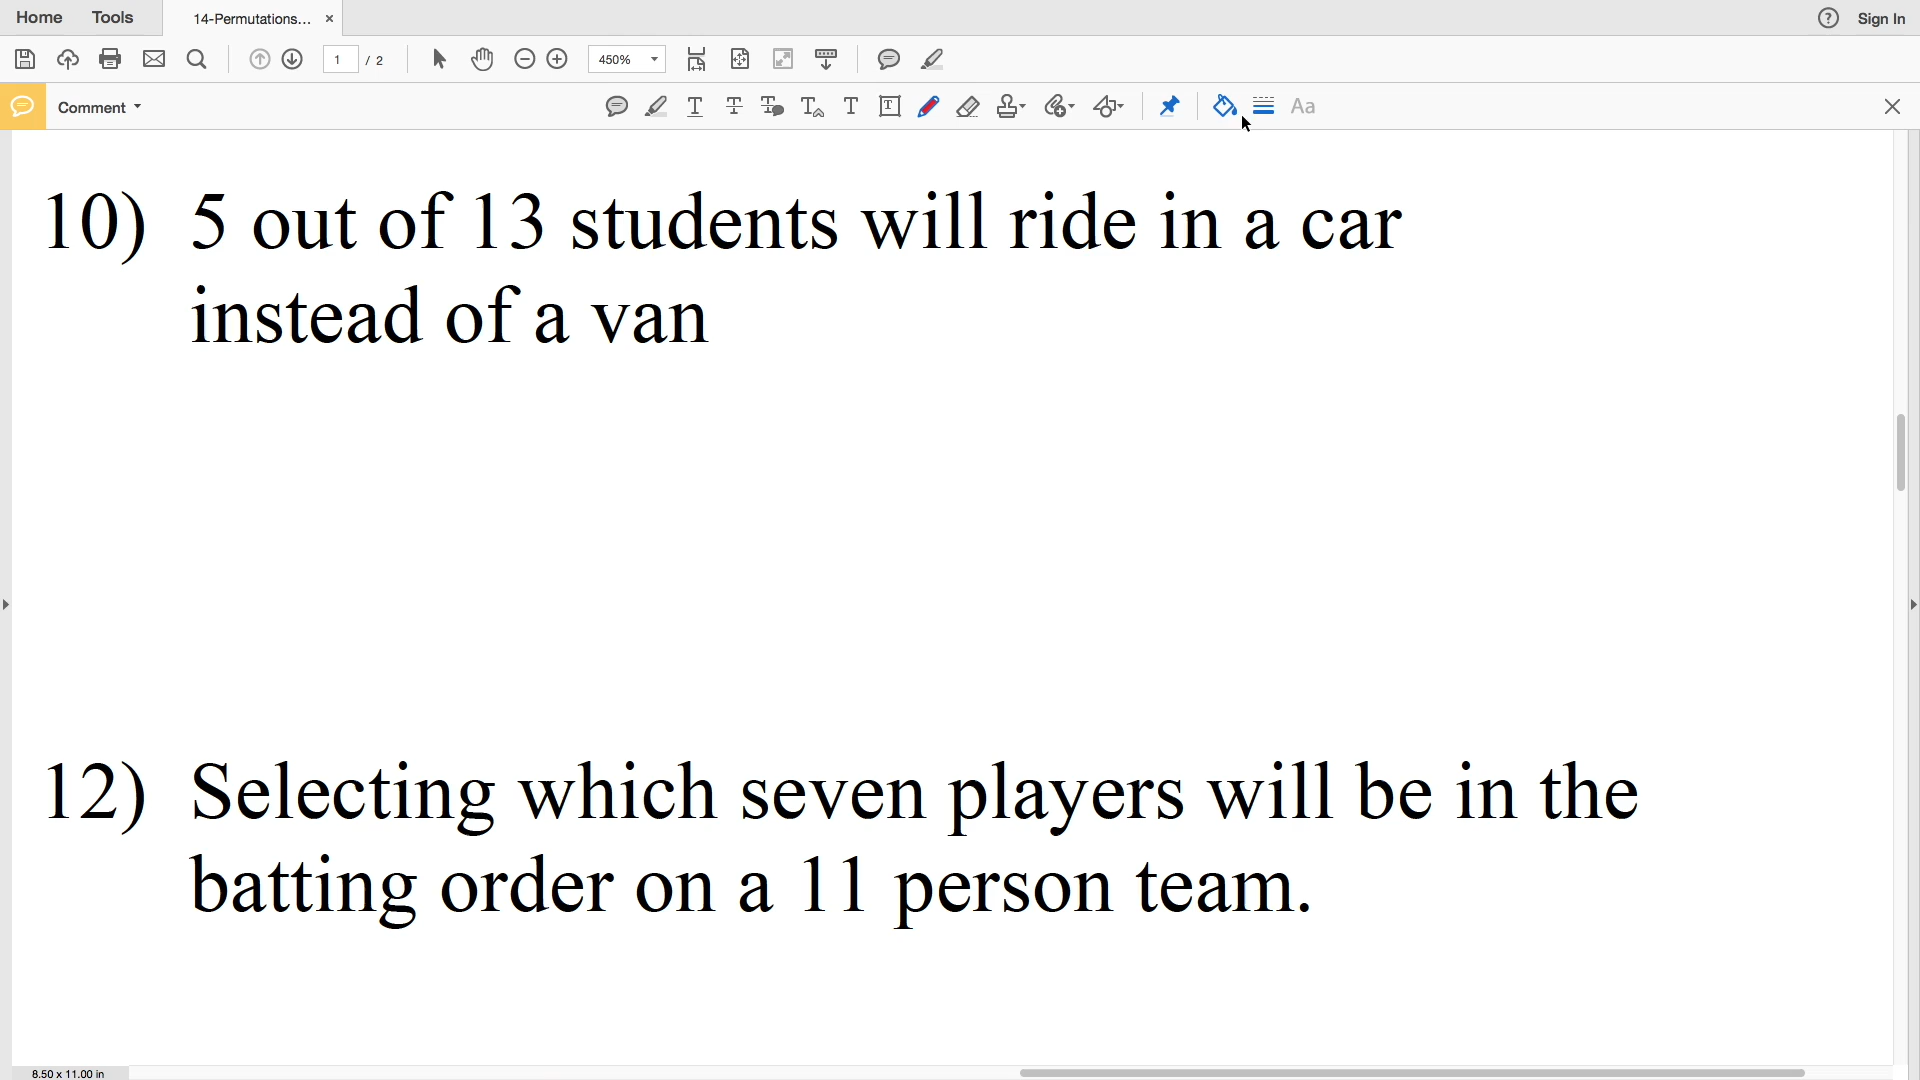 Home Tools 14-Permutations... × Sign In
1 / 2 450%
Comment Aa
10) 5 out of 13 students will ride in a car
instead of a van
12) Selecting which seven players will be in the
batting order on a 11 person team.
8.50 x 11.00 in